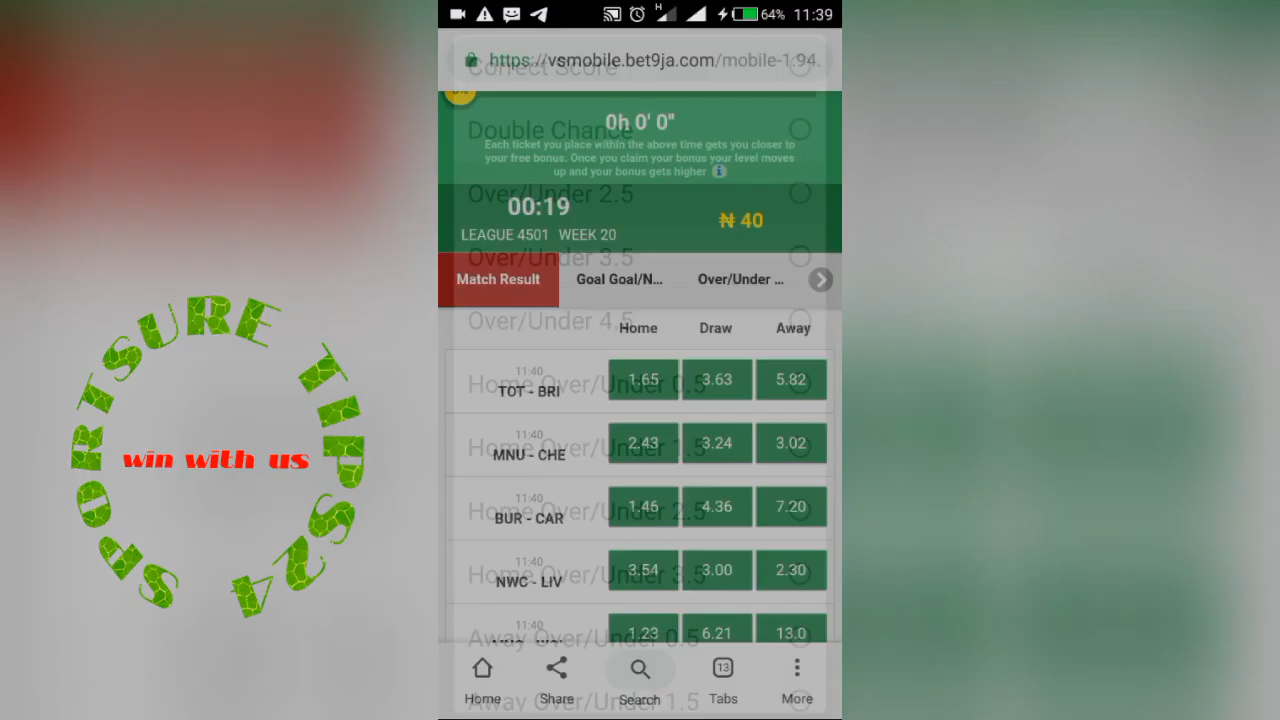 64% 11:39
https://vsmobile.bet9ja.com/mobile-1.94.
Correct Score
0h 0' 0"
Double Chance
Each ticket you place within the above time gets you closer to
your free bonus. Once you claim your bonus your level moves
up and your bonus gets higher
Over/Under 2.5
00:19
₦ 40
LEAGUE 4501 WEEK 20
Over/Under 3.5
Match Result Goal Goal/N... Over/Under ...
Over/Under 4.5
Home Draw Away
11:40
TOT - BRI 1.65 3.63 5.82
Home Over/Under 0.5
11:40
MNU - CHE 2.43 3.24 3.02
Home Over/Under 1.5
11:40
BUR - CAR 1.46 4.36 7.20
Home Over/Under 2.5
11:40
NWC - LIV 3.54 3.00 2.30
Home Over/Under 3.5
11:40
1.23 6.21 13.0
Away Over/Under 0.5
13
Home Share Search Tabs More
Away Over/Under 1.5
SPORTSURE TIPS24
win with us